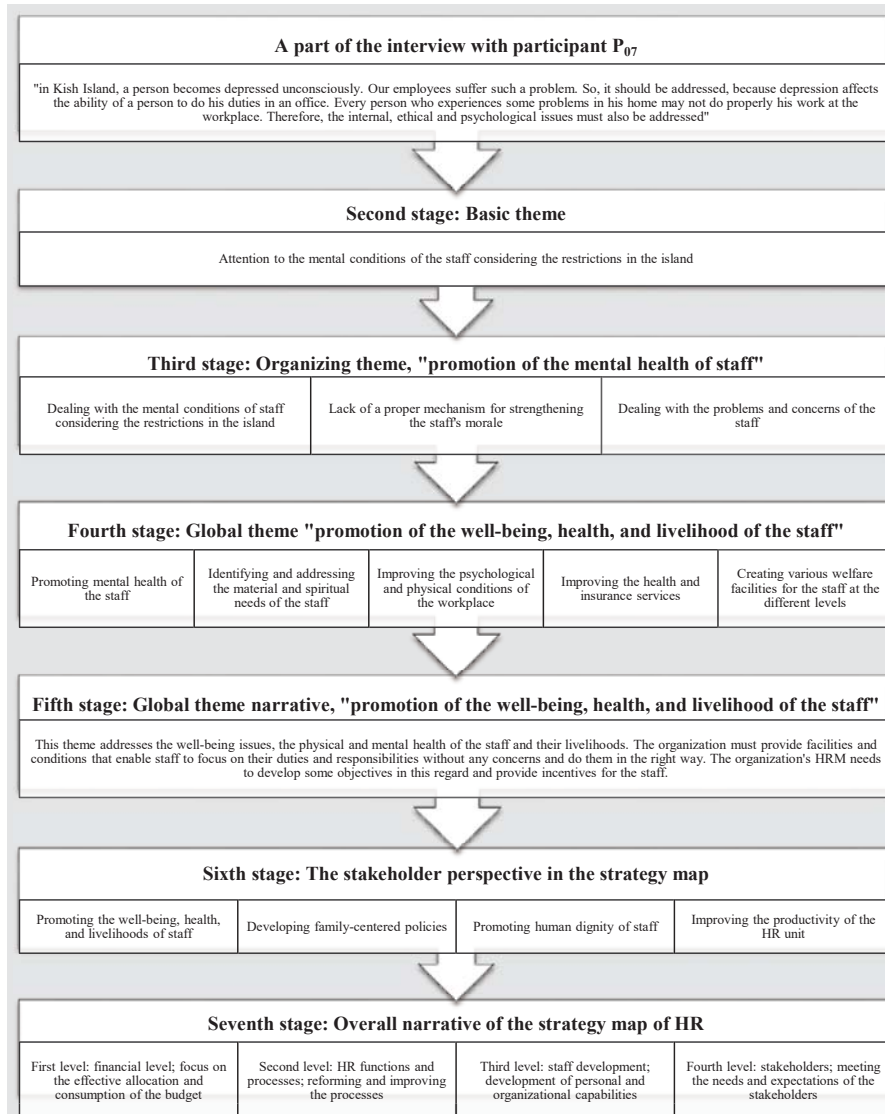 A part of the interview with participant P07
"in Kish Island, a person becomes depressed unconsciously. Our employees suffer such a problem. So, it should be addressed, because depression affects
the ability of a person to do his duties in an office. Every person who experiences some problems in his home may not do properly his work at the
workplace. Therefore, the internal, ethical and psychological issues must also be addressed"
Second stage: Basic theme
Attention to the mental conditions of the staff considering the restrictions in the island
Third stage: Organizing theme, "promotion of the mental health of staff"
Dealing with the mental conditions of staff
considering the restrictions in the island
Lack of a proper mechanism for strengthening
the staff's morale
Dealing with the problems and concerns of the
staff
Fourth stage: Global theme "promotion of the well-being, health, and livelihood of the staff"
Promoting mental health of
the staff
Identifying and addressing
the material and spiritual
needs of the staff
Improving the psychological
and physical conditions of
the workplace
Improving the health and
insurance services
Creating various welfare
facilities for the staff at the
different levels
Fifth stage: Global theme narrative, "promotion of the well-being, health, and livelihood of the staff"
This theme addresses the well-being issues, the physical and mental health of the staff and their livelihoods. The organization must provide facilities and
conditions that enable staff to focus on their duties and responsibilities without any concerns and do them in the right way. The organization's HRM needs
to develop some objectives in this regard and provide incentives for the staff.
Sixth stage: The stakeholder perspective in the strategy map
Promoting the well-being, health,
and livelihoods of staff
Developing family-centered policies
Promoting human dignity of staff
Improving the productivity of the
HR unit
Seventh stage: Overall narrative of the strategy map of HR
First level: financial level; focus on
the effective allocation and
consumption of the budget
Second level: HR functions and
processes; reforming and improving
the processes
Third level: staff development;
development of personal and
organizational capabilities
Fourth level: stakeholders; meeting
the needs and expectations of the
stakeholders